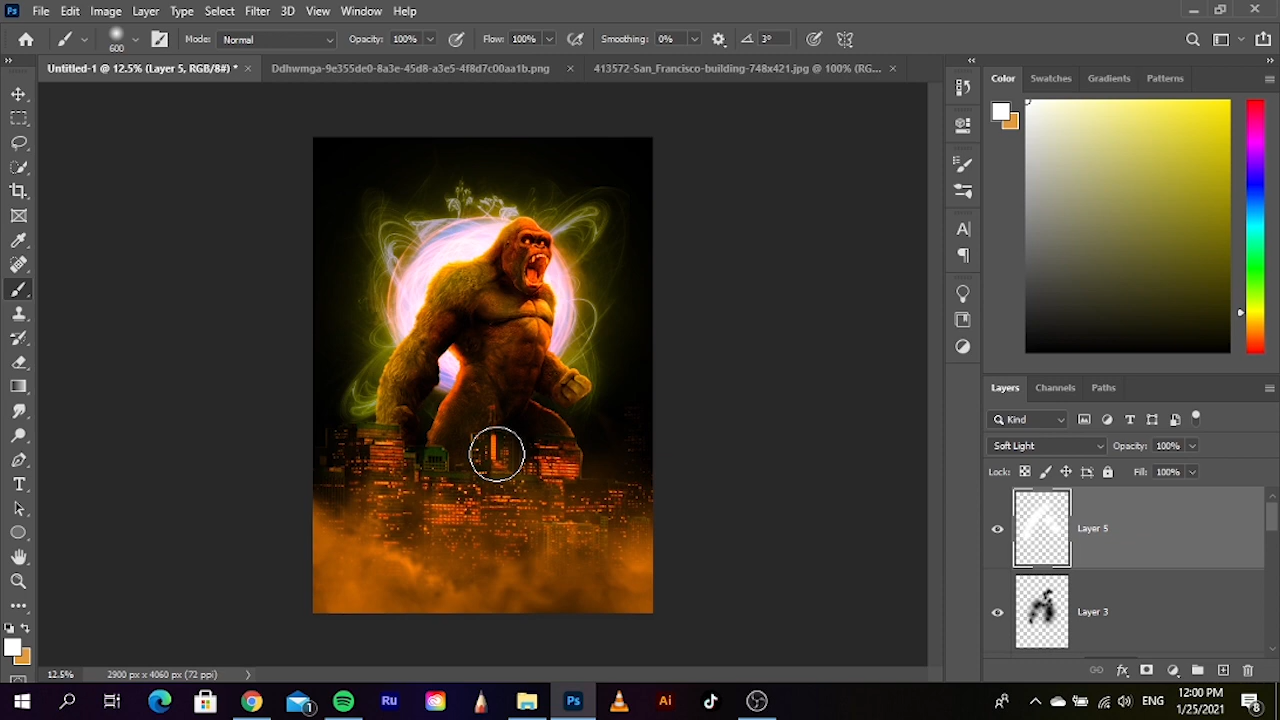 Ps File Edit Image Layer Type Select Filter 3D View Window Help
600 Mode: Normal Opacity: 100% Flow: 100% Smoothing: 0% 3°
Untitled-1 @ 12.5% (Layer 5, RGB/8#) * × Ddhwmga-9e355de0-8a3e-45d8-a3e5-4f8d7c00aa1b.png × 413572-San_Francisco-building-748x421.jpg @ 100% (RG... ×
Color Swatches Gradients Patterns
Layers Channels Paths
Kind
Soft Light Opacity: 100%
Lock: Fill: 100%
Layer 5
Layer 3
12.5% 2900 px x 4060 px (72 ppi)
Ru Ps Ai 1 ENG 12:00 PM
1/25/2021 8